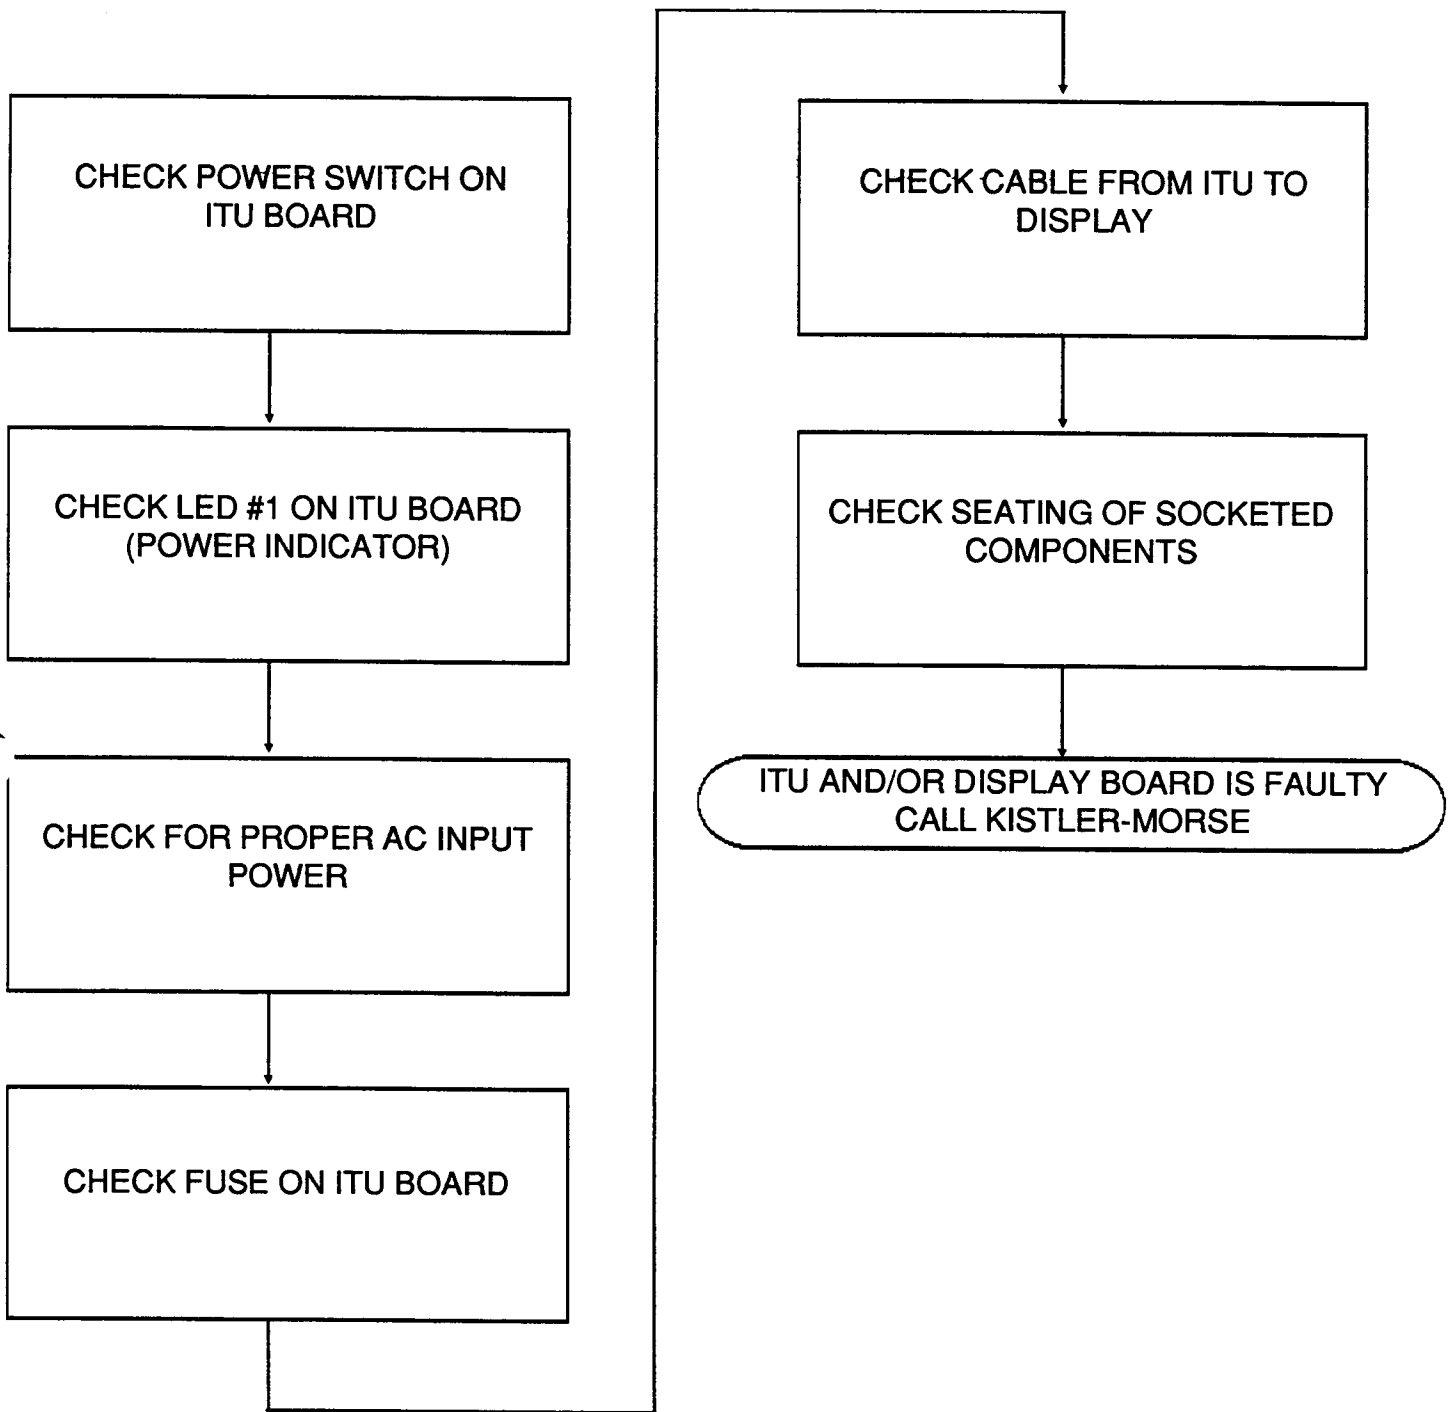 CHECK POWER SWITCH ON
ITU BOARD
CHECK LED #1 ON ITU BOARD
(POWER INDICATOR)
CHECK FOR PROPER AC INPUT
POWER
CHECK FUSE ON ITU BOARD
CHECK CABLE FROM ITU TO
DISPLAY
CHECK SEATING OF SOCKETED
COMPONENTS
ITU AND/OR DISPLAY BOARD IS FAULTY
CALL KISTLER-MORSE